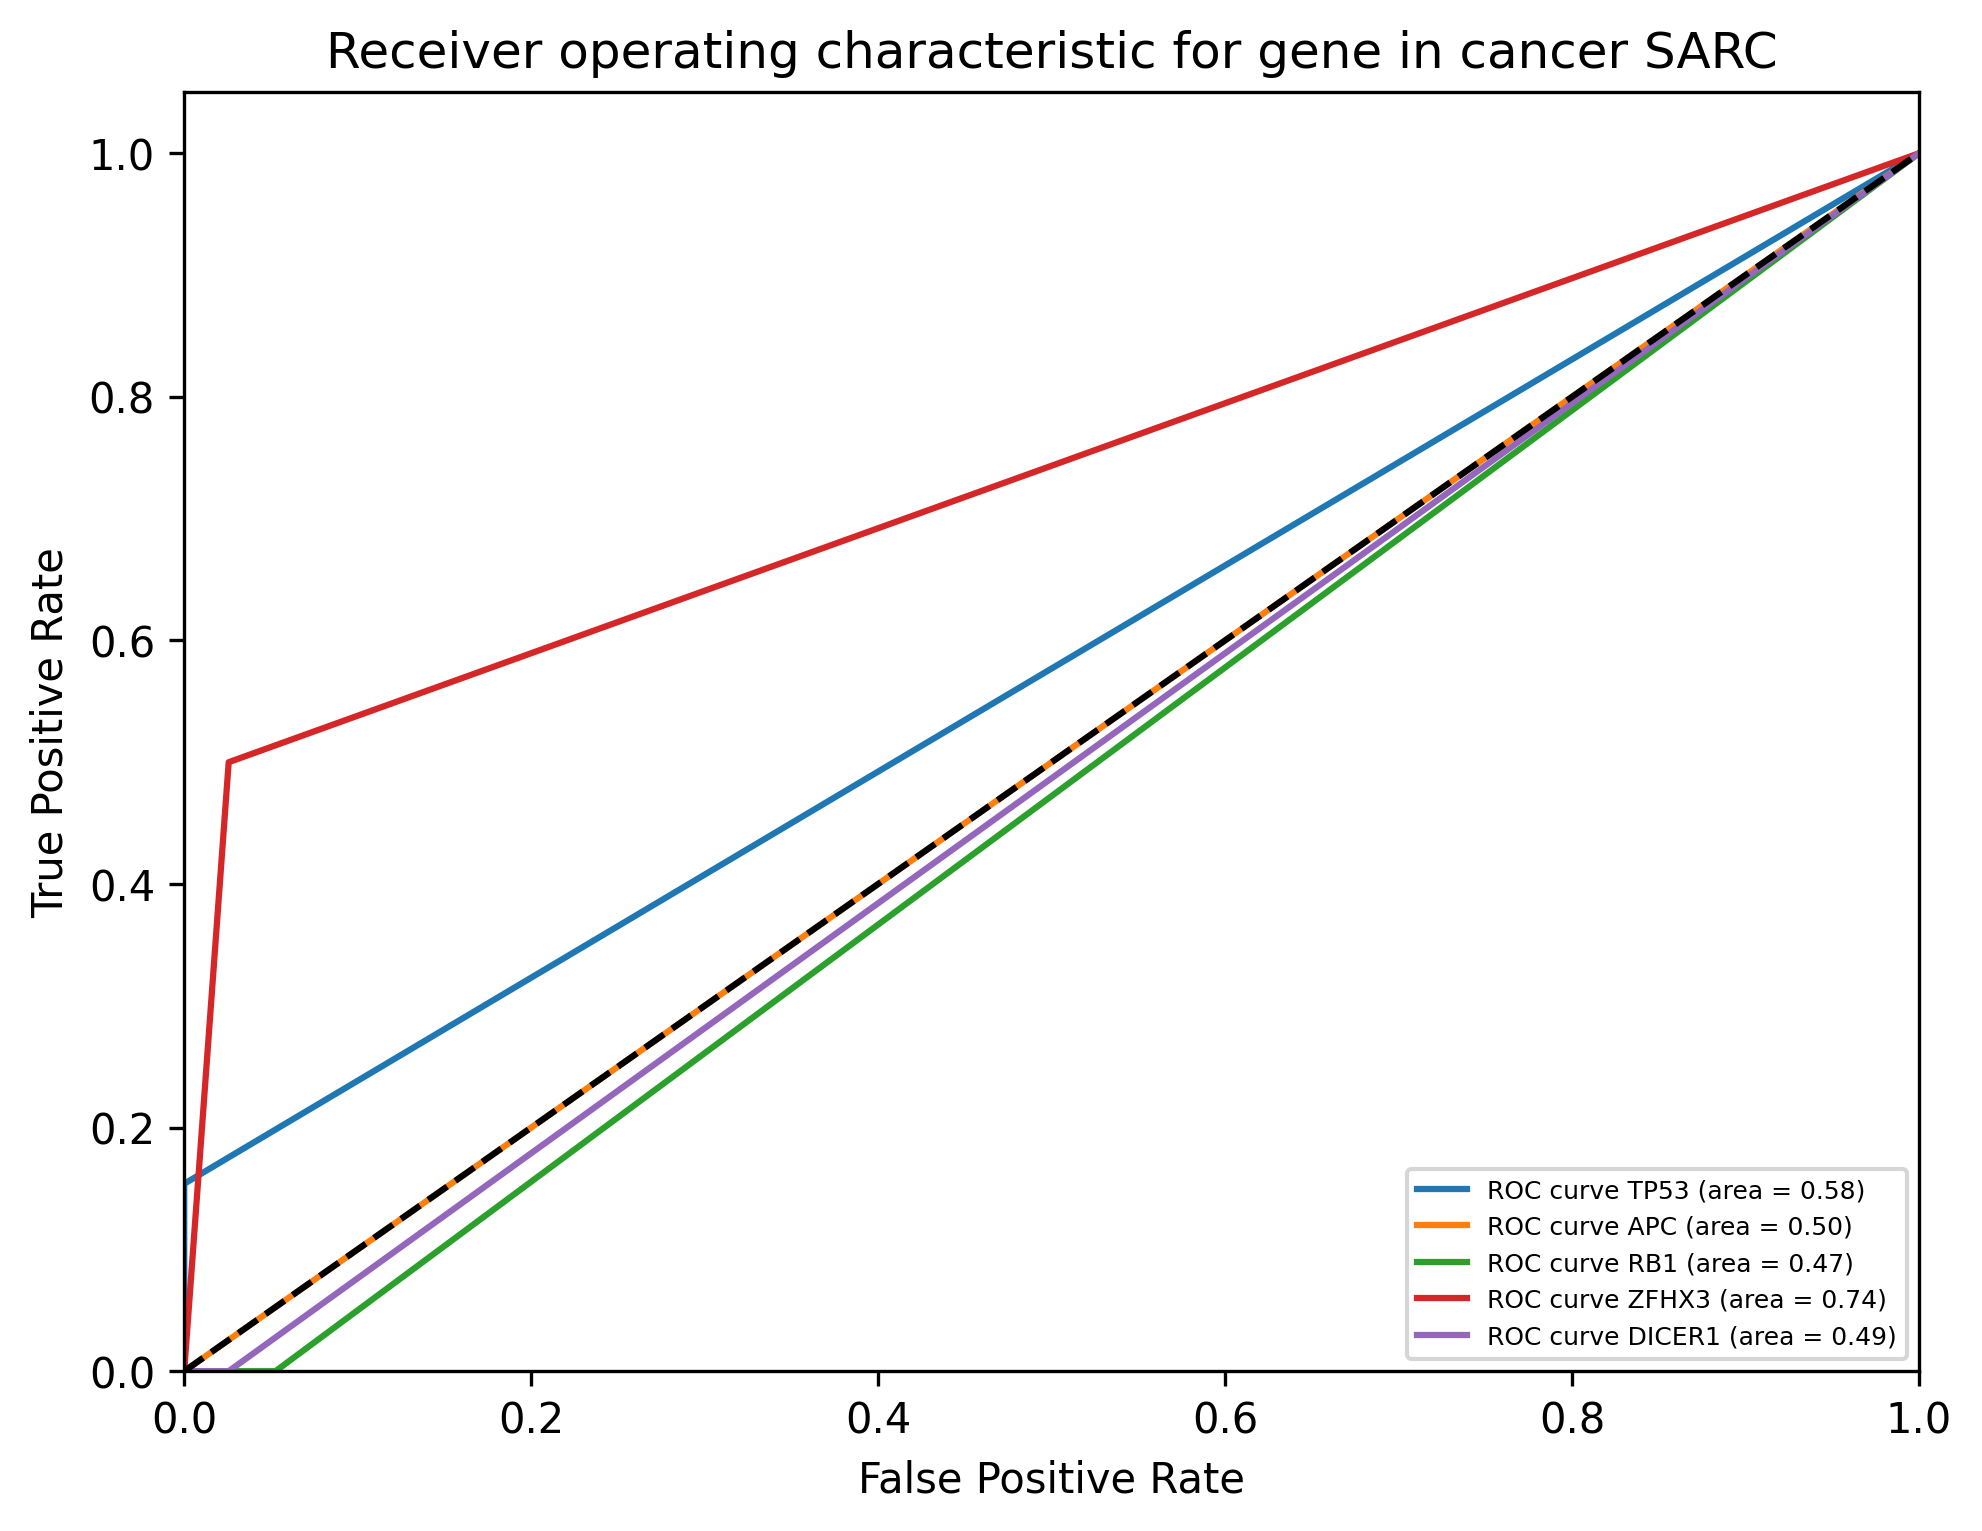 Receiver operating characteristic for gene in cancer SARC
True Positive Rate
1.0
0.8
0.6
0.4
0.2
0.0
0.0 0.2 0.4 0.6 0.8 1.0
False Positive Rate
ROC curve TP53 (area = 0.58)
ROC curve APC (area = 0.50)
ROC curve RB1 (area = 0.47)
ROC curve ZFHX3 (area = 0.74)
ROC curve DICER1 (area = 0.49)